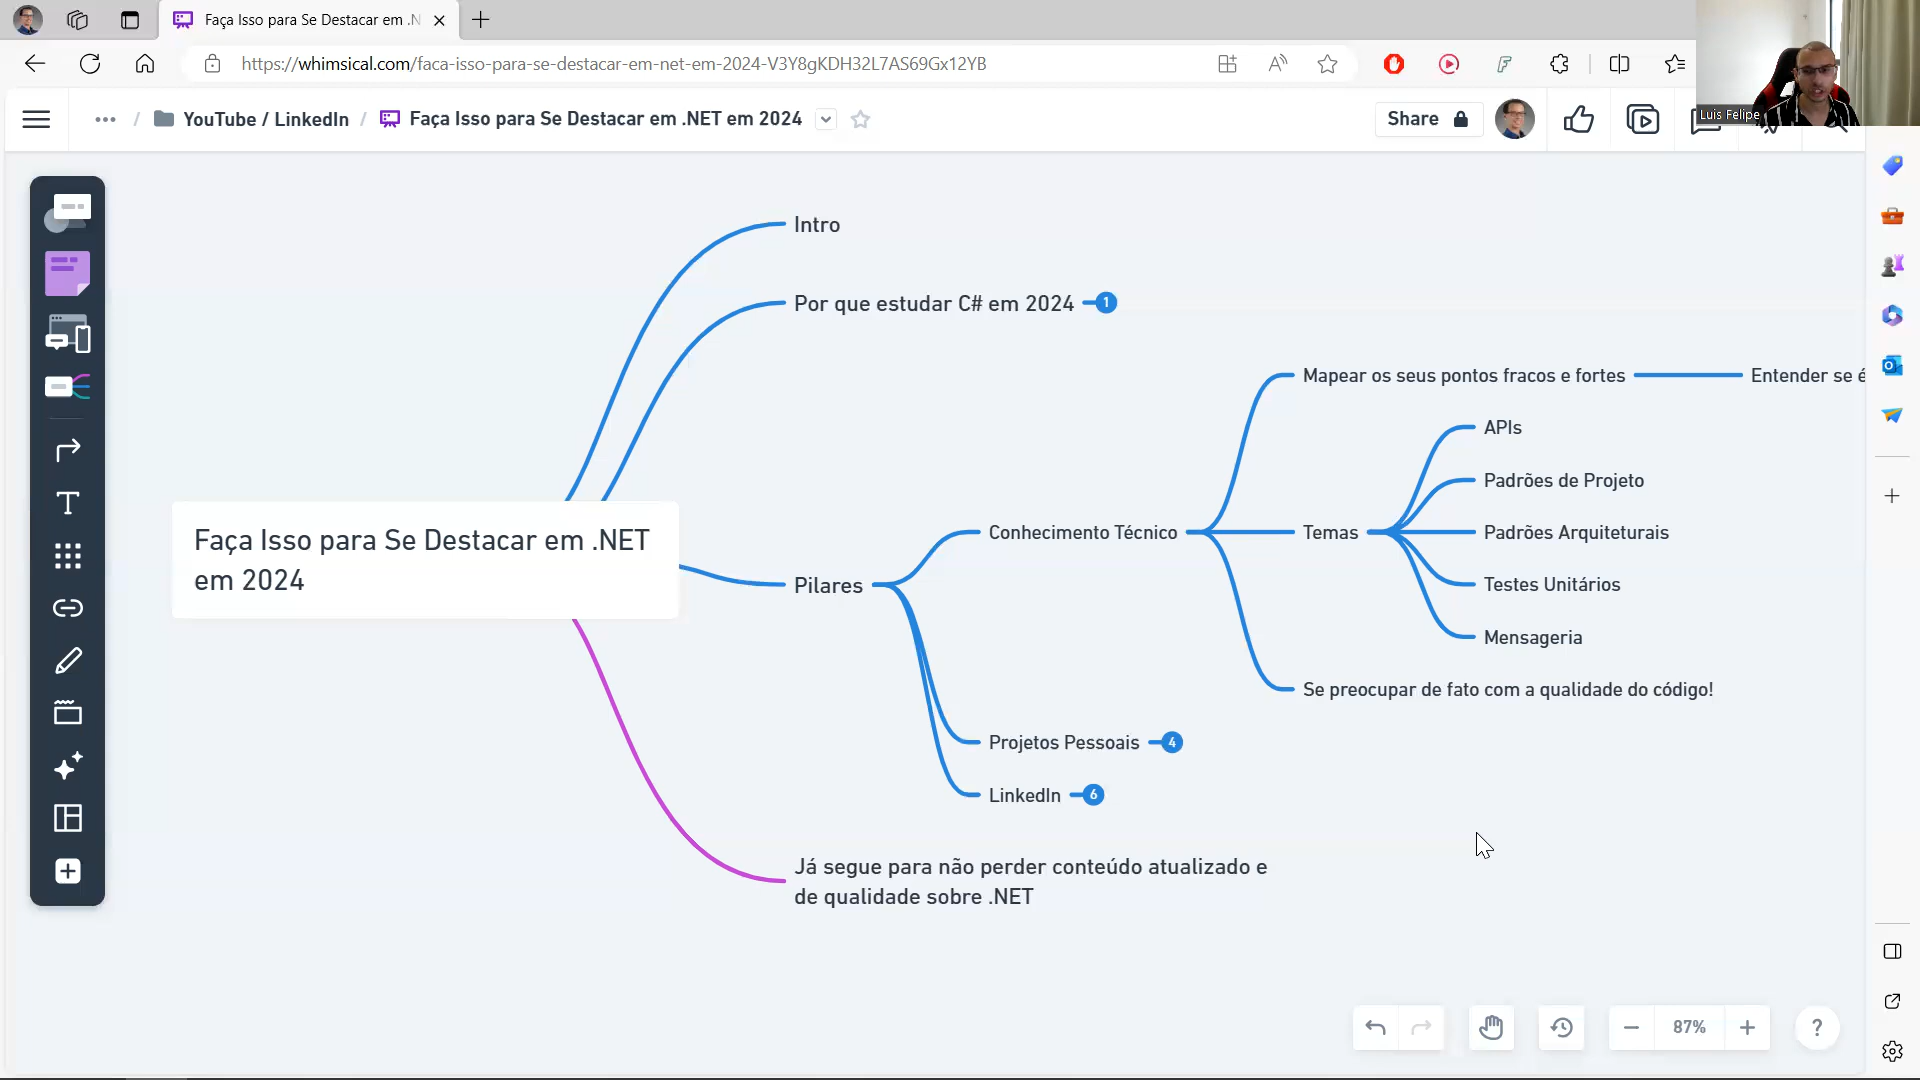 Faça Isso para Se Destacar em .N
https://whimsical.com/faca-isso-para-se-destacar-em-net-em-2024-V3Y8gKDH32L7AS69Gx12YB
Luis Felipe
... / YouTube / LinkedIn / Faça Isso para Se Destacar em .NET em 2024
Share
Intro
Por que estudar C# em 2024 1
Mapear os seus pontos fracos e fortes
Entender se é
APIs
Padrões de Projeto
Conhecimento Técnico
Temas
Padrões Arquiteturais
Faça Isso para Se Destacar em .NET
em 2024
Pilares
Testes Unitários
Mensageria
Se preocupar de fato com a qualidade do código!
Projetos Pessoais 4
LinkedIn 6
Já segue para não perder conteúdo atualizado e
de qualidade sobre .NET
87%
?